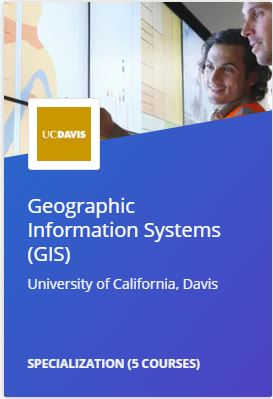 UCDAVIS
Geographic
Information Systems
(GIS)
University of California, Davis
SPECIALIZATION (5 COURSES)